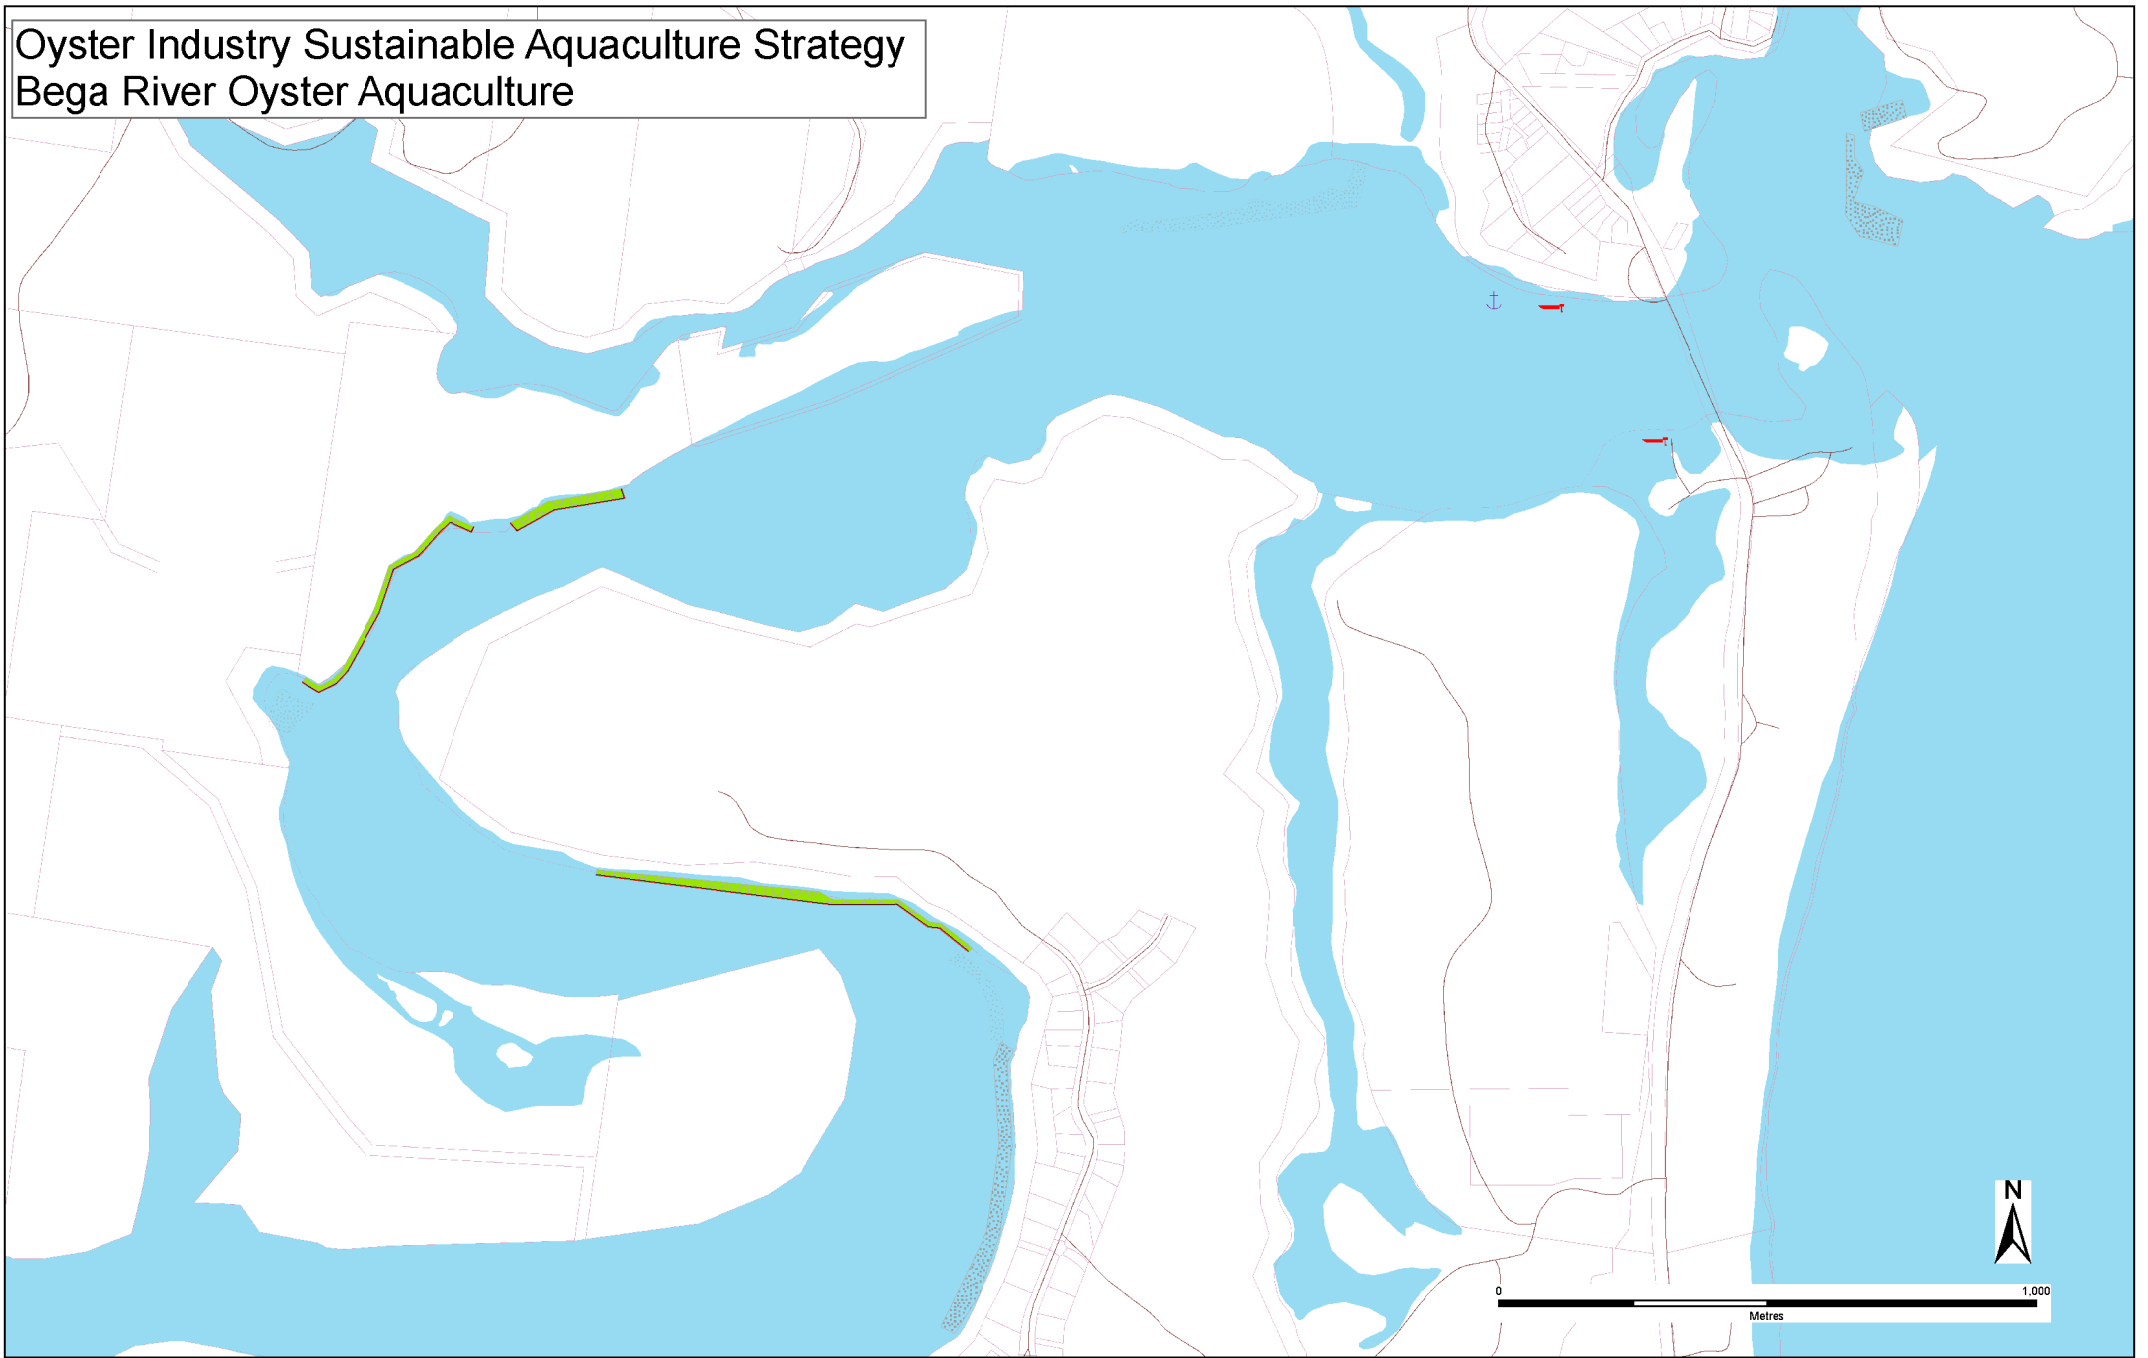 Oyster Industry Sustainable Aquaculture Strategy
Bega River Oyster Aquaculture
N
0 1,000
Metres